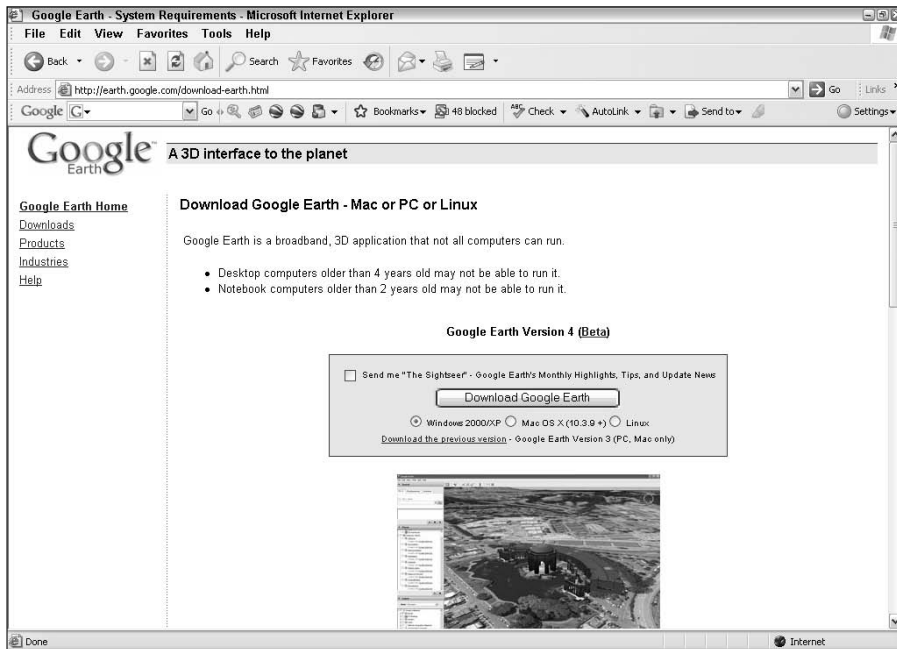 Google Earth - System Requirements - Microsoft Internet Explorer
File Edit View Favorites Tools Help
Back Search Favorites
Address http://earth.google.com/download-earth.html Go Links
Google G Go Bookmarks 48 blocked ABC Check AutoLink Send to Settings
Google™ Earth
A 3D interface to the planet
Google Earth Home
Downloads
Products
Industries
Help
Download Google Earth - Mac or PC or Linux
Google Earth is a broadband, 3D application that not all computers can run.
• Desktop computers older than 4 years old may not be able to run it.
• Notebook computers older than 2 years old may not be able to run it.
Google Earth Version 4 (Beta)
Send me "The Sightseer" - Google Earth's Monthly Highlights, Tips, and Update News
Download Google Earth
Windows 2000/XP Mac OS X (10.3.9 +) Linux
Download the previous version - Google Earth Version 3 (PC, Mac only)
Done Internet